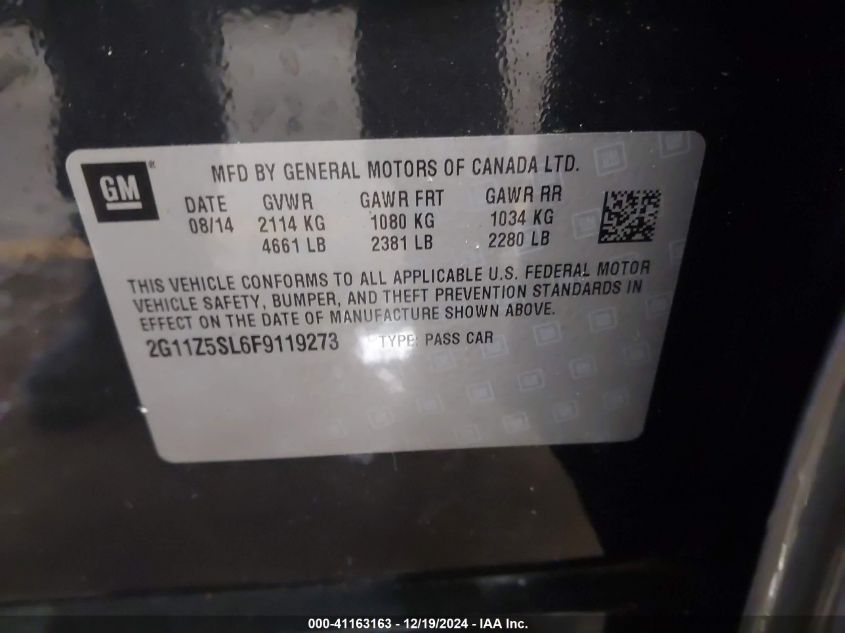 GM ®
MFD BY GENERAL MOTORS OF CANADA LTD.
DATE GVWR GAWR FRT GAWR RR
08/14 2114 KG 1080 KG 1034 KG
4661 LB 2381 LB 2280 LB
THIS VEHICLE CONFORMS TO ALL APPLICABLE U.S. FEDERAL MOTOR
VEHICLE SAFETY, BUMPER, AND THEFT PREVENTION STANDARDS IN
EFFECT ON THE DATE OF MANUFACTURE SHOWN ABOVE.
2G11Z5SL6F9119273 TYPE: PASS CAR
000-41163163 - 12/19/2024 - IAA Inc.